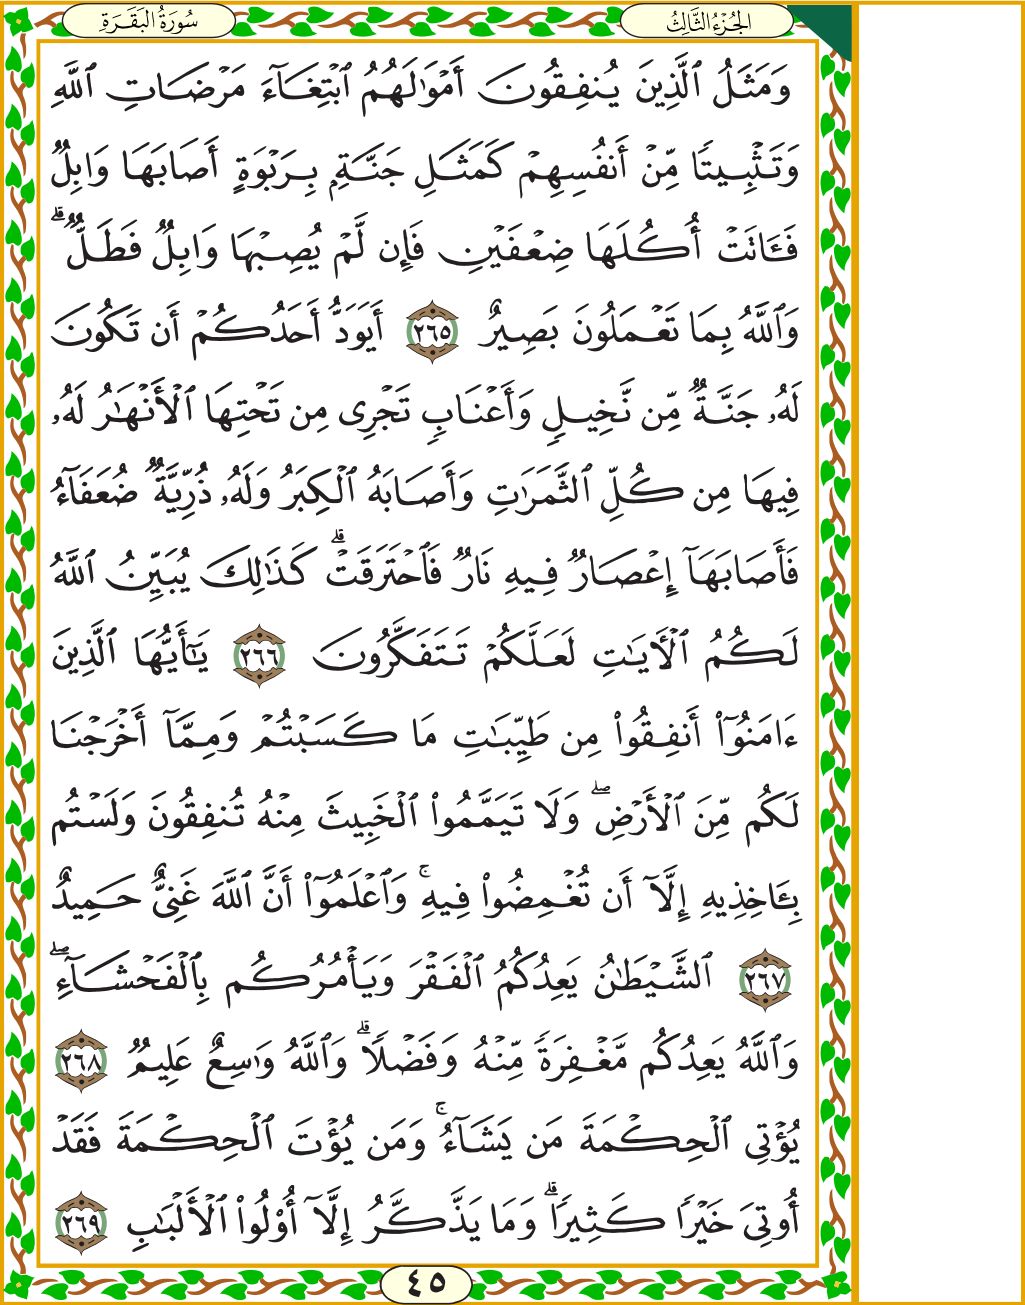 الجُزْءُ الثَّالِثُ
سُورَةُ البَقَرَةِ
وَمَثَلُ ٱلَّذِينَ يُنفِقُونَ أَمْوَٰلَهُمُ ٱبْتِغَآءَ مَرْضَاتِ ٱللَّهِ
وَتَثْبِيتًا مِّنْ أَنفُسِهِمْ كَمَثَلِ جَنَّةٍۭ بِرَبْوَةٍ أَصَابَهَا وَابِلٌ
فَـَٔاتَتْ أُكُلَهَا ضِعْفَيْنِ فَإِن لَّمْ يُصِبْهَا وَابِلٌ فَطَلٌّ ۗ
وَٱللَّهُ بِمَا تَعْمَلُونَ بَصِيرٌ ٢٦٥ أَيَوَدُّ أَحَدُكُمْ أَن تَكُونَ
لَهُۥ جَنَّةٌ مِّن نَّخِيلٍ وَأَعْنَابٍ تَجْرِى مِن تَحْتِهَا ٱلْأَنْهَٰرُ لَهُۥ
فِيهَا مِن كُلِّ ٱلثَّمَرَٰتِ وَأَصَابَهُ ٱلْكِبَرُ وَلَهُۥ ذُرِّيَّةٌ ضُعَفَآءُ
فَأَصَابَهَآ إِعْصَارٌ فِيهِ نَارٌ فَٱحْتَرَقَتْ ۗ كَذَٰلِكَ يُبَيِّنُ ٱللَّهُ
لَكُمُ ٱلْـَٔايَٰتِ لَعَلَّكُمْ تَتَفَكَّرُونَ ٢٦٦ يَٰٓأَيُّهَا ٱلَّذِينَ
ءَامَنُوٓا۟ أَنفِقُوا۟ مِن طَيِّبَٰتِ مَا كَسَبْتُمْ وَمِمَّآ أَخْرَجْنَا
لَكُم مِّنَ ٱلْأَرْضِ ۖ وَلَا تَيَمَّمُوا۟ ٱلْخَبِيثَ مِنْهُ تُنفِقُونَ وَلَسْتُم
بِـَٔاخِذِيهِ إِلَّآ أَن تُغْمِضُوا۟ فِيهِ ۚ وَٱعْلَمُوٓا۟ أَنَّ ٱللَّهَ غَنِىٌّ حَمِيدٌ
٢٦٧ ٱلشَّيْطَٰنُ يَعِدُكُمُ ٱلْفَقْرَ وَيَأْمُرُكُم بِٱلْفَحْشَآءِ ۖ
وَٱللَّهُ يَعِدُكُم مَّغْفِرَةً مِّنْهُ وَفَضْلًا ۗ وَٱللَّهُ وَٰسِعٌ عَلِيمٌ ٢٦٨
يُؤْتِى ٱلْحِكْمَةَ مَن يَشَآءُ ۚ وَمَن يُؤْتَ ٱلْحِكْمَةَ فَقَدْ
أُوتِىَ خَيْرًا كَثِيرًا ۗ وَمَا يَذَّكَّرُ إِلَّآ أُو۟لُوا۟ ٱلْأَلْبَٰبِ ٢٦٩
٤٥